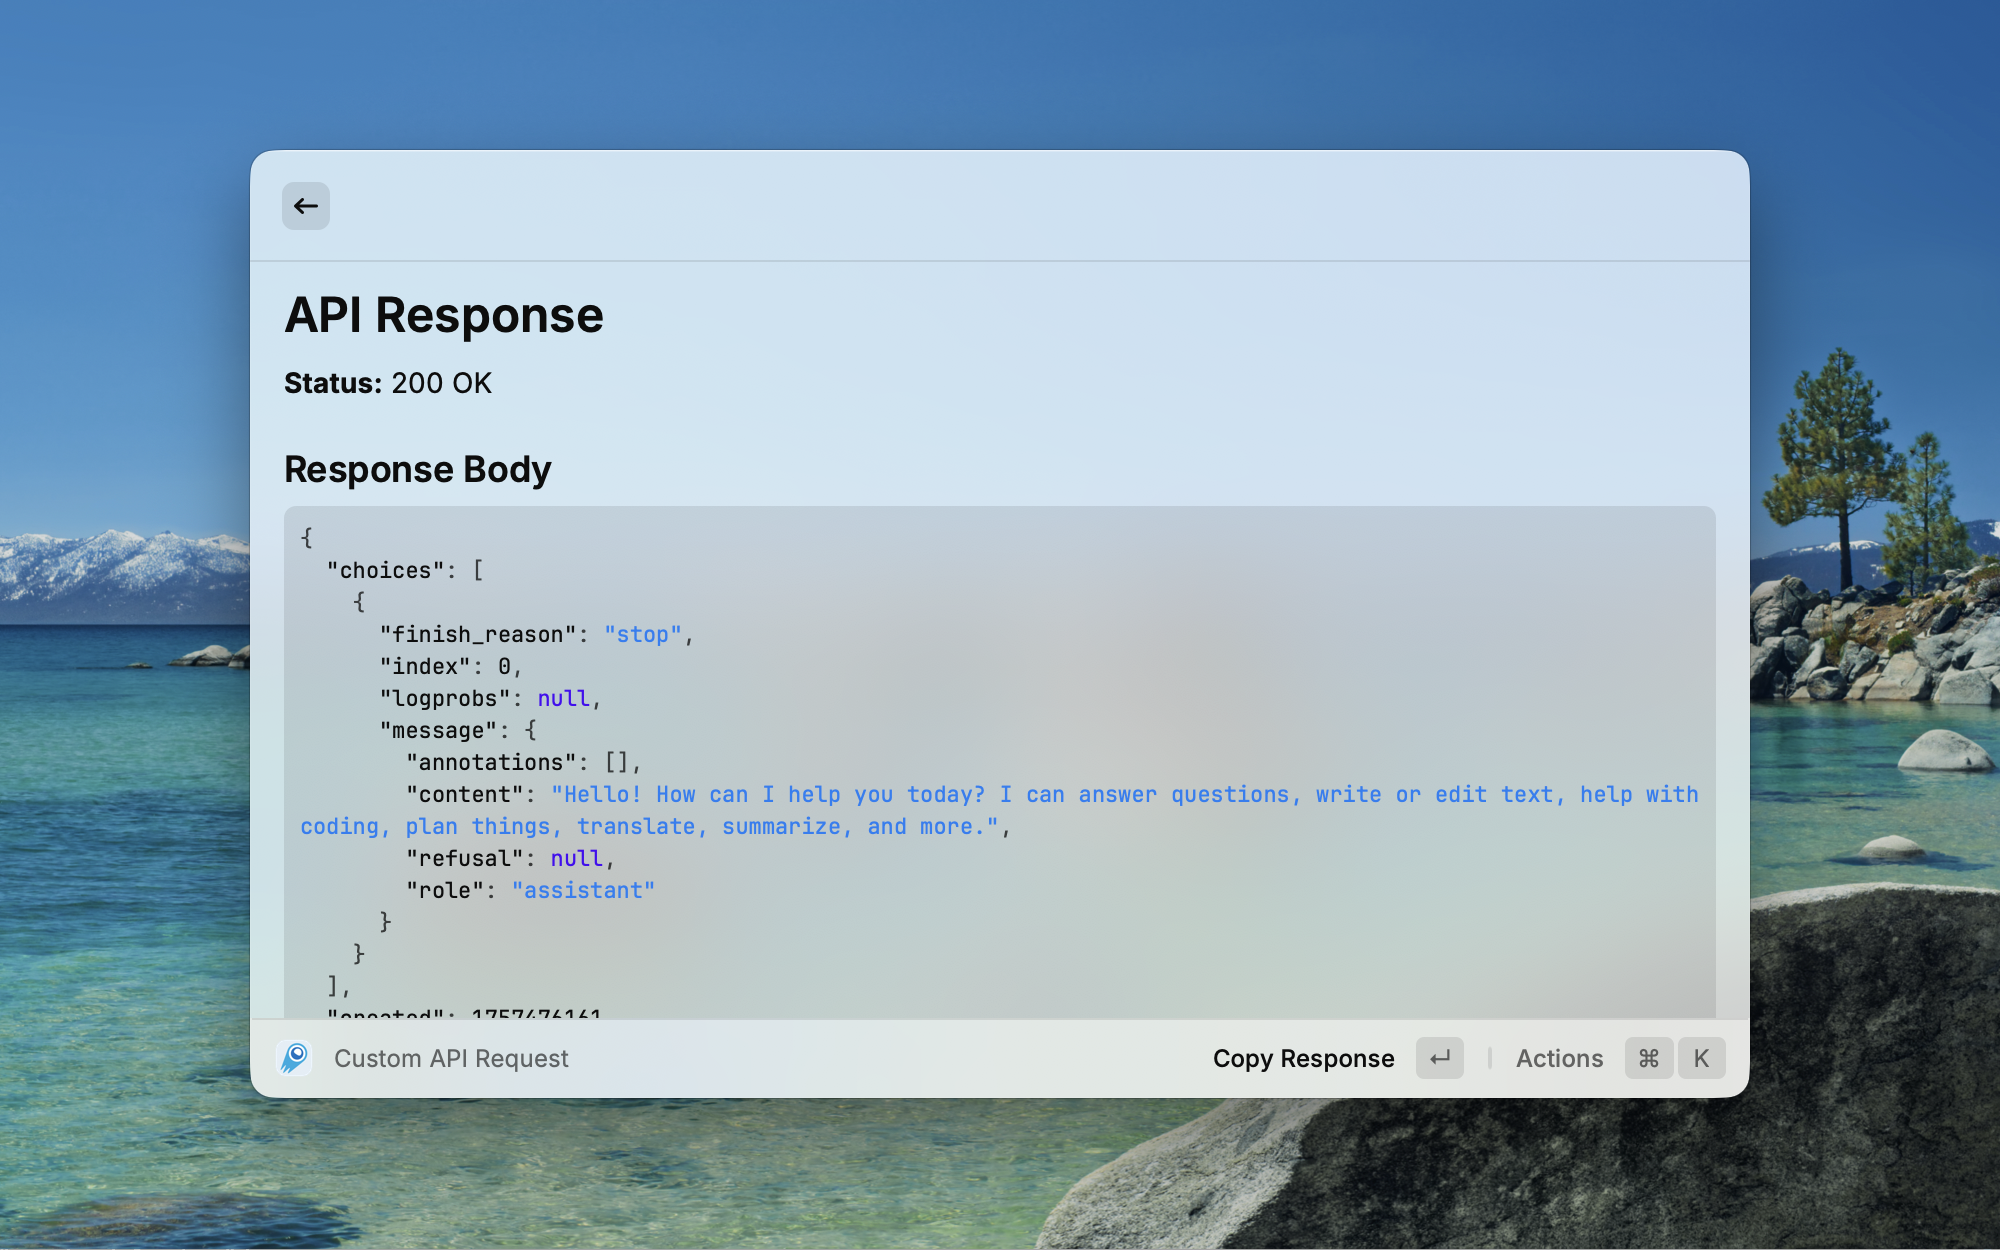 API Response
Status: 200 OK
Response Body
{
  "choices": [
    {
      "finish_reason": "stop",
      "index": 0,
      "logprobs": null,
      "message": {
        "annotations": [],
        "content": "Hello! How can I help you today? I can answer questions, write or edit text, help with
coding, plan things, translate, summarize, and more.",
        "refusal": null,
        "role": "assistant"
      }
    }
  ],
  "created": 1757476161
Custom API Request
Copy Response ↵ | Actions ⌘ K